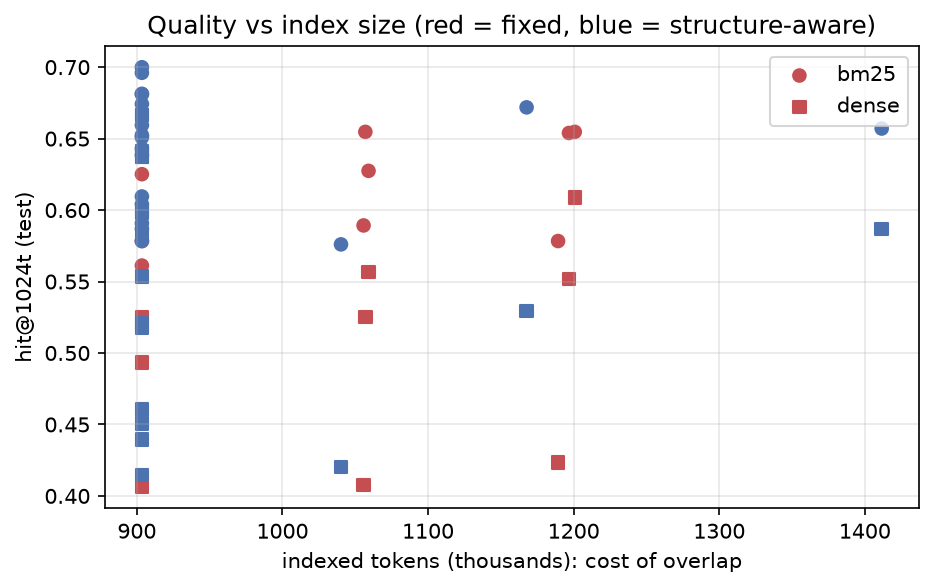 Quality vs index size (red = fixed, blue = structure-aware)
bm25
dense
hit@1024t (test)
0.70
0.65
0.60
0.55
0.50
0.45
0.40
900 1000 1100 1200 1300 1400
indexed tokens (thousands): cost of overlap